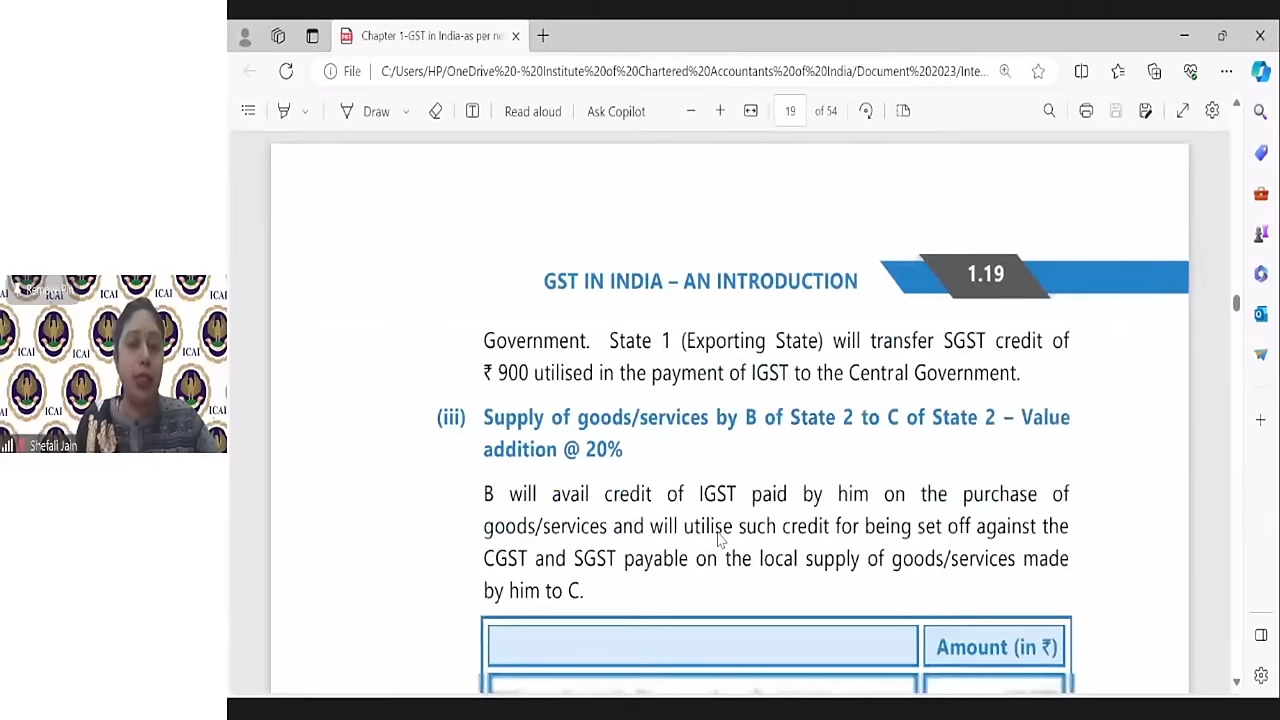 Chapter 1-GST in India-as per ne
File
C:/Users/HP/OneDrive%20-%20Institute%20of%20Chartered%20Accountants%20of%20India/Document%202023/Inte...
Draw
Read aloud
Ask Copilot
19
of 54
GST IN INDIA – AN INTRODUCTION
1.19
Government. State 1 (Exporting State) will transfer SGST credit of
₹ 900 utilised in the payment of IGST to the Central Government.
(iii) Supply of goods/services by B of State 2 to C of State 2 – Value
addition @ 20%
B will avail credit of IGST paid by him on the purchase of
goods/services and will utilise such credit for being set off against the
CGST and SGST payable on the local supply of goods/services made
by him to C.
Amount (in ₹)
ICAI
ICAI
ICAI
ICAI
ICAI
ICAI
Shefali Jain